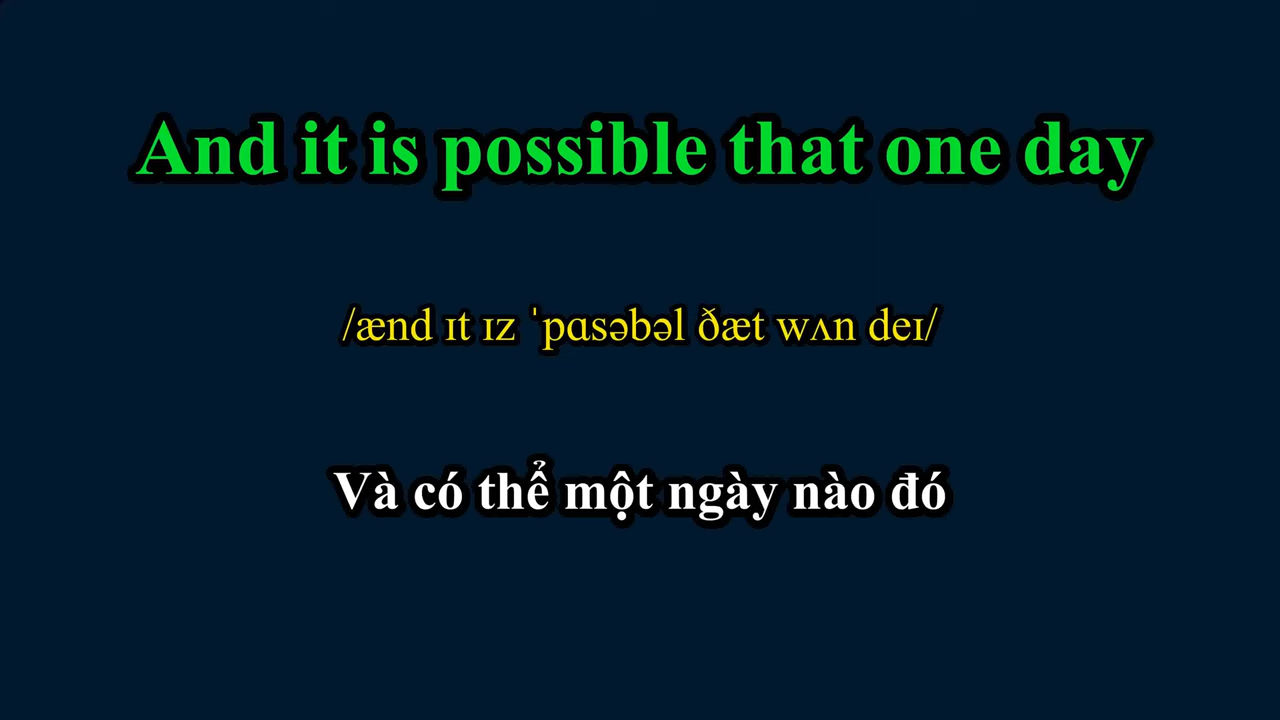 And it is possible that one day
/ænd ɪt ɪz ˈpɑsəbəl ðæt wʌn deɪ/
Và có thể một ngày nào đó